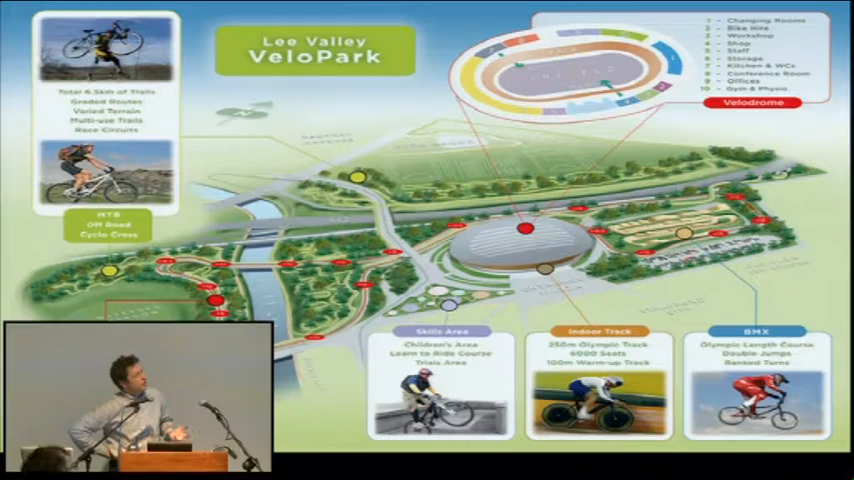 Lee Valley
VeloPark
Total 6.5km of Trails
Graded Routes
Varied Terrain
Multi-use Trails
Race Circuits
MTB
Off Road
Cyclo Cross
1 - Changing Rooms
2 - Bike Hire
3 - Workshop
4 - Shop
5 - Staff
6 - Storage
7 - Kitchen & WCs
8 - Conference Room
9 - Offices
10 - Gym & Physio
Velodrome
Skills Area
Children's Area
Learn to Ride Course
Trials Area
Indoor Track
250m Olympic Track
6000 Seats
100m Warm-up Track
BMX
Olympic Length Course
Double Jumps
Banked Turns